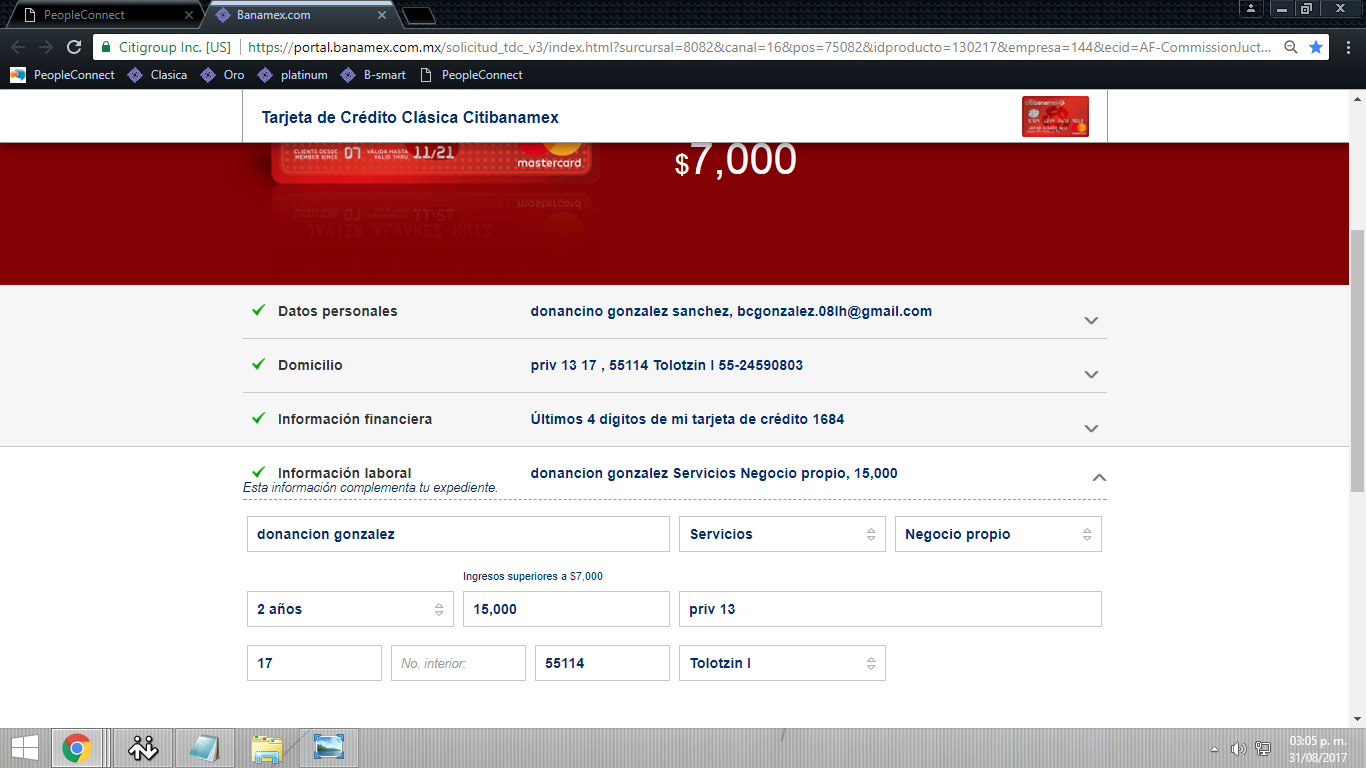 PeopleConnect
Banamex.com
Citigroup Inc. [US] https://portal.banamex.com.mx/solicitud_tdc_v3/index.html?surcursal=8082&canal=16&pos=75082&idproducto=130217&empresa=144&ecid=AF-CommissionJuct...
PeopleConnect Clasica Oro platinum B-smart PeopleConnect
Tarjeta de Crédito Clásica Citibanamex
citibanamex
CLIENTE DESDE MEMBER SINCE 07 VÁLIDA HASTA VALID THRU 11/21
mastercard
$7,000
JAVIER ALVAREZ RUIZ
Datos personales donancino gonzalez sanchez, bcgonzalez.08lh@gmail.com
Domicilio priv 13 17 , 55114 Tolotzin I 55-24590803
Información financiera Últimos 4 dígitos de mi tarjeta de crédito 1684
Información laboral donancion gonzalez Servicios Negocio propio, 15,000
Esta información complementa tu expediente.
donancion gonzalez Servicios Negocio propio
Ingresos superiores a $7,000
2 años 15,000 priv 13
17 No. interior: 55114 Tolotzin I
03:05 p. m.
31/08/2017